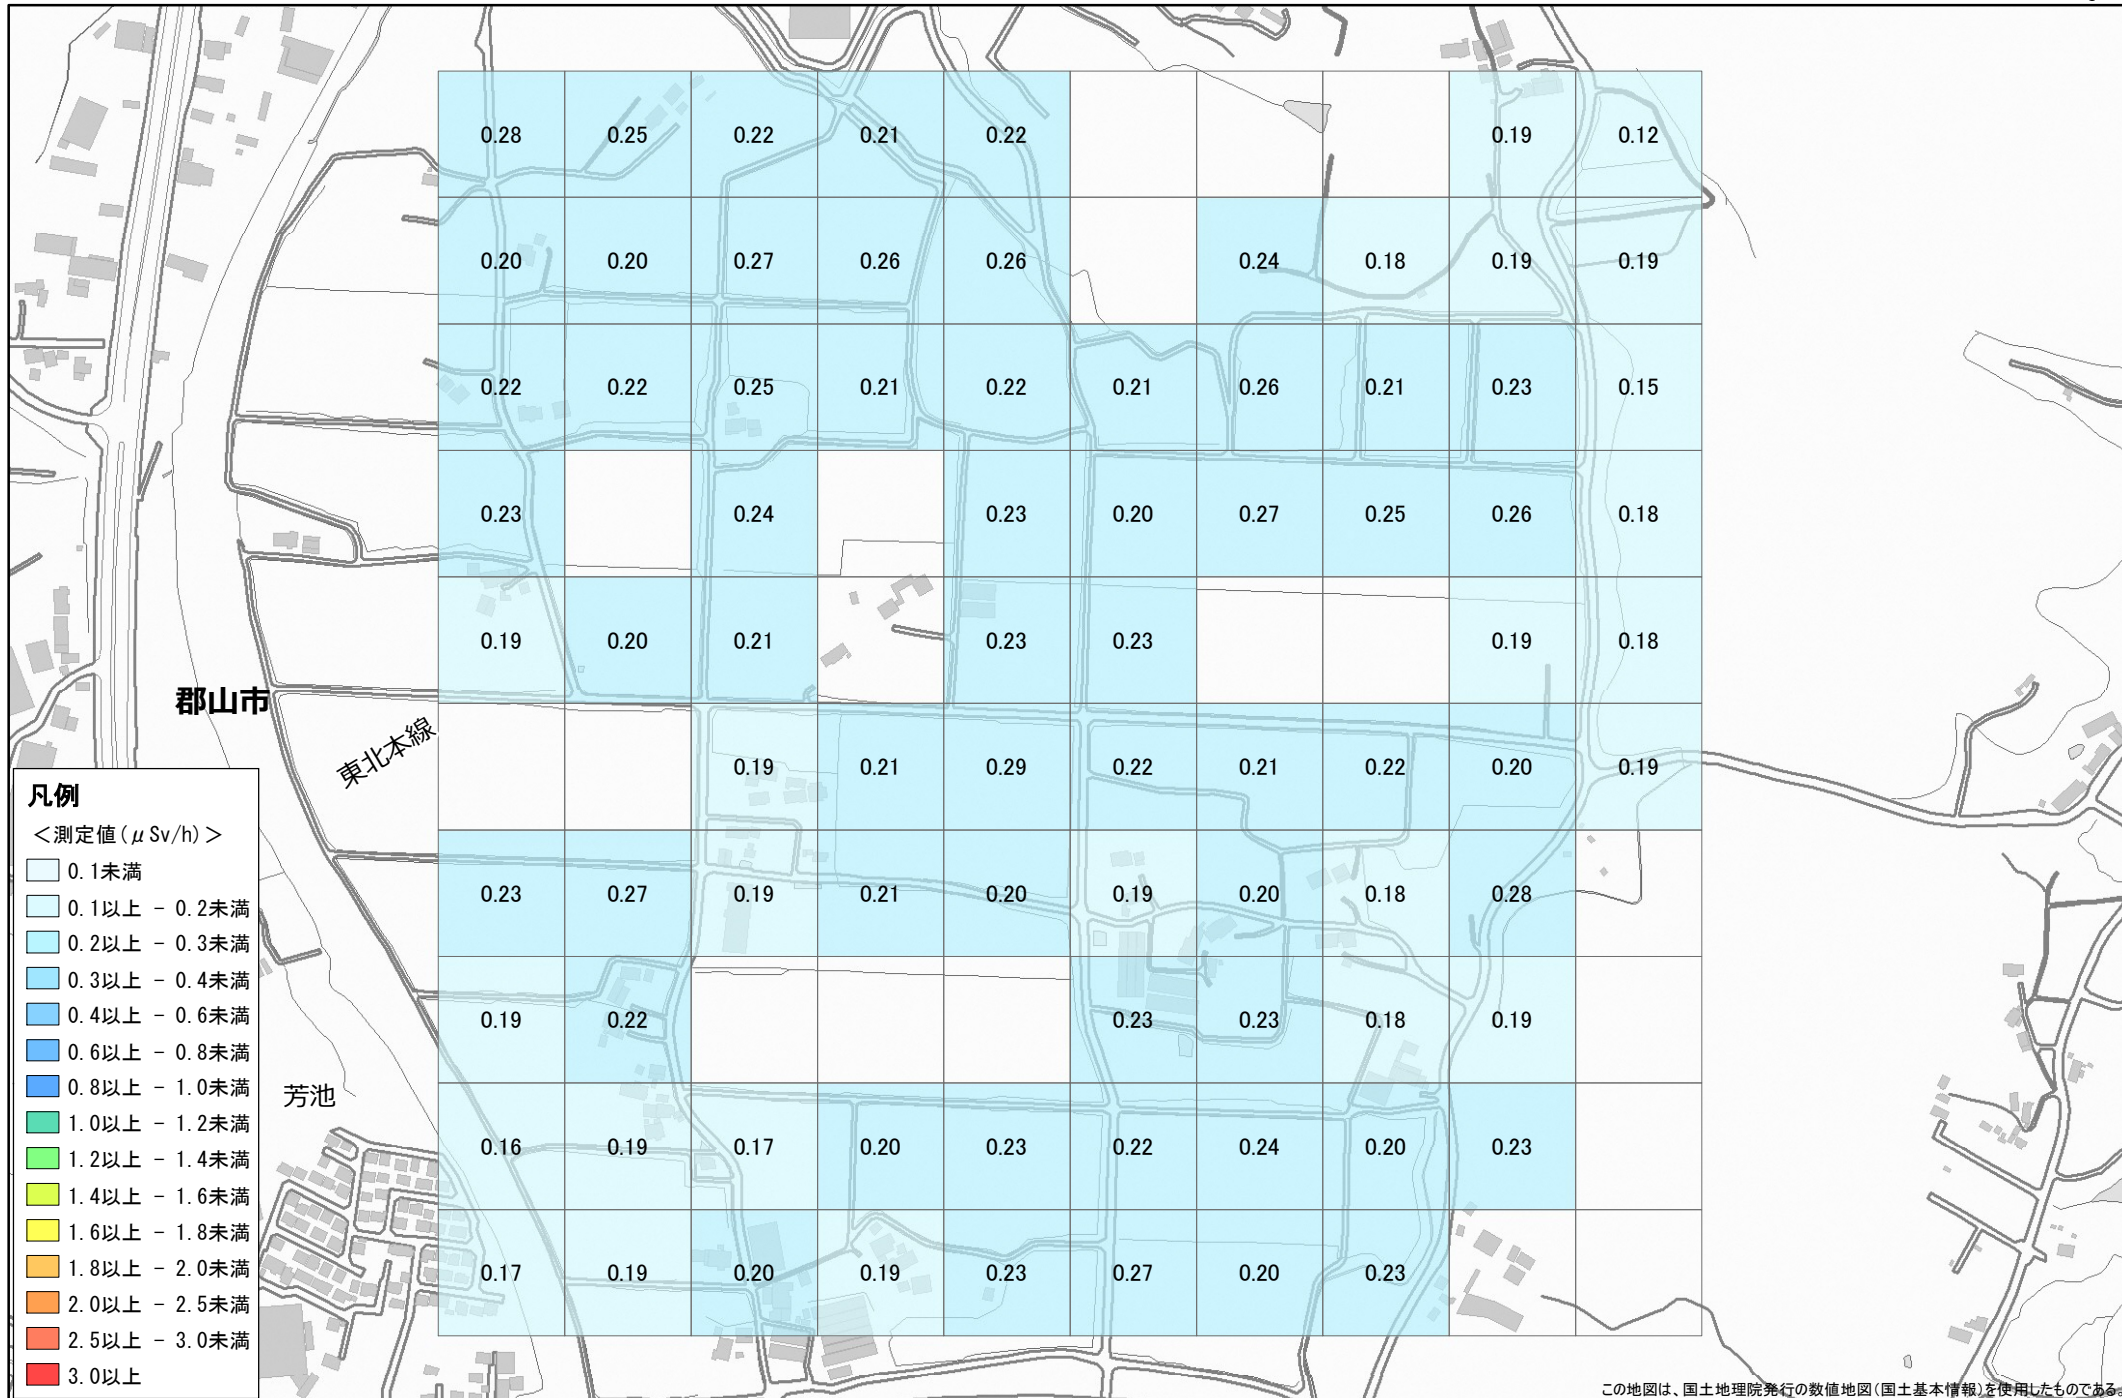 0.28 0.25 0.22 0.21 0.22 0.19 0.12
0.20 0.20 0.27 0.26 0.26 0.24 0.18 0.19 0.19
0.22 0.22 0.25 0.21 0.22 0.21 0.26 0.21 0.23 0.15
0.23 0.24 0.23 0.20 0.27 0.25 0.26 0.18
0.19 0.20 0.21 0.23 0.23 0.19 0.18
郡山市
東北本線
0.19 0.21 0.29 0.22 0.21 0.22 0.20 0.19
0.23 0.27 0.19 0.21 0.20 0.19 0.20 0.18 0.28
0.19 0.22 0.23 0.23 0.18 0.19
芳池
0.16 0.19 0.17 0.20 0.23 0.22 0.24 0.20 0.23
0.17 0.19 0.20 0.19 0.23 0.27 0.20 0.23
凡例
＜測定値(μSv/h)＞
0.1未満
0.1以上 - 0.2未満
0.2以上 - 0.3未満
0.3以上 - 0.4未満
0.4以上 - 0.6未満
0.6以上 - 0.8未満
0.8以上 - 1.0未満
1.0以上 - 1.2未満
1.2以上 - 1.4未満
1.4以上 - 1.6未満
1.6以上 - 1.8未満
1.8以上 - 2.0未満
2.0以上 - 2.5未満
2.5以上 - 3.0未満
3.0以上
この地図は、国土地理院発行の数値地図(国土基本情報)を使用したものである。